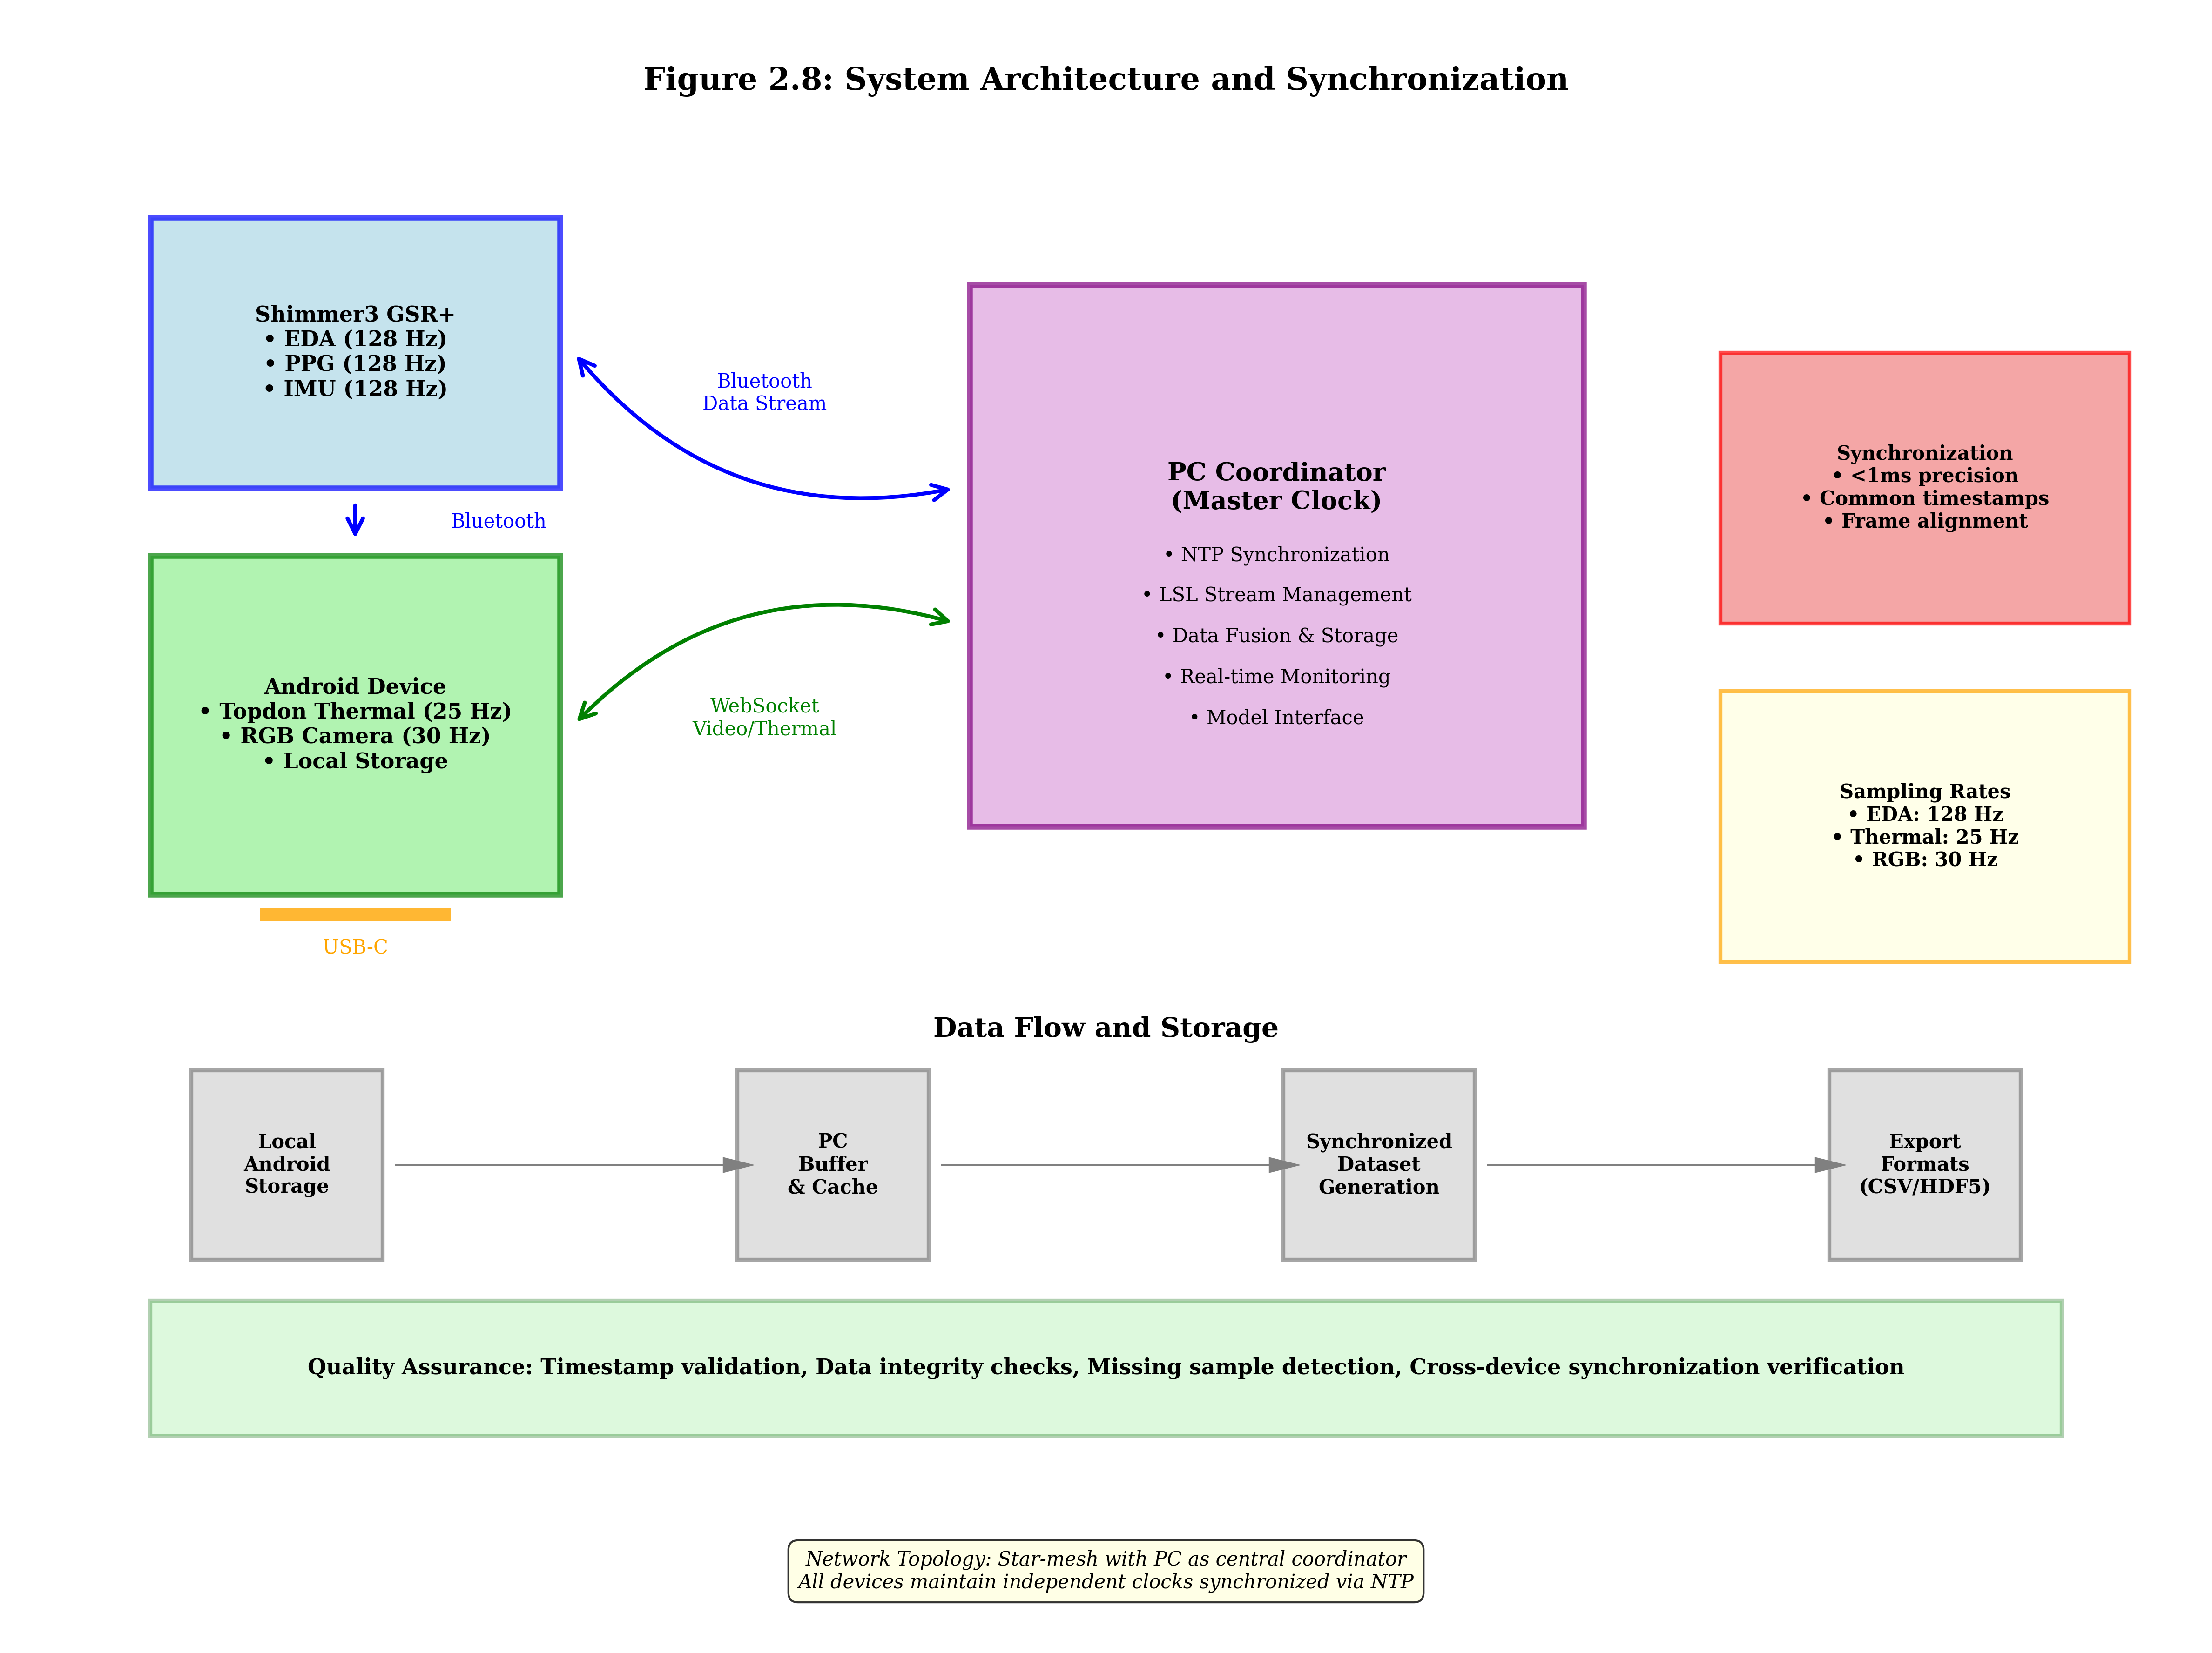 Figure 2.8: System Architecture and Synchronization
Shimmer3 GSR+
• EDA (128 Hz)
• PPG (128 Hz)
• IMU (128 Hz)
Bluetooth
Data Stream
Bluetooth
Android Device
• Topdon Thermal (25 Hz)
• RGB Camera (30 Hz)
• Local Storage
WebSocket
Video/Thermal
USB-C
PC Coordinator
(Master Clock)
• NTP Synchronization
• LSL Stream Management
• Data Fusion & Storage
• Real-time Monitoring
• Model Interface
Synchronization
• <1ms precision
• Common timestamps
• Frame alignment
Sampling Rates
• EDA: 128 Hz
• Thermal: 25 Hz
• RGB: 30 Hz
Data Flow and Storage
Local
Android
Storage
PC
Buffer
& Cache
Synchronized
Dataset
Generation
Export
Formats
(CSV/HDF5)
Quality Assurance: Timestamp validation, Data integrity checks, Missing sample detection, Cross-device synchronization verification
Network Topology: Star-mesh with PC as central coordinator
All devices maintain independent clocks synchronized via NTP